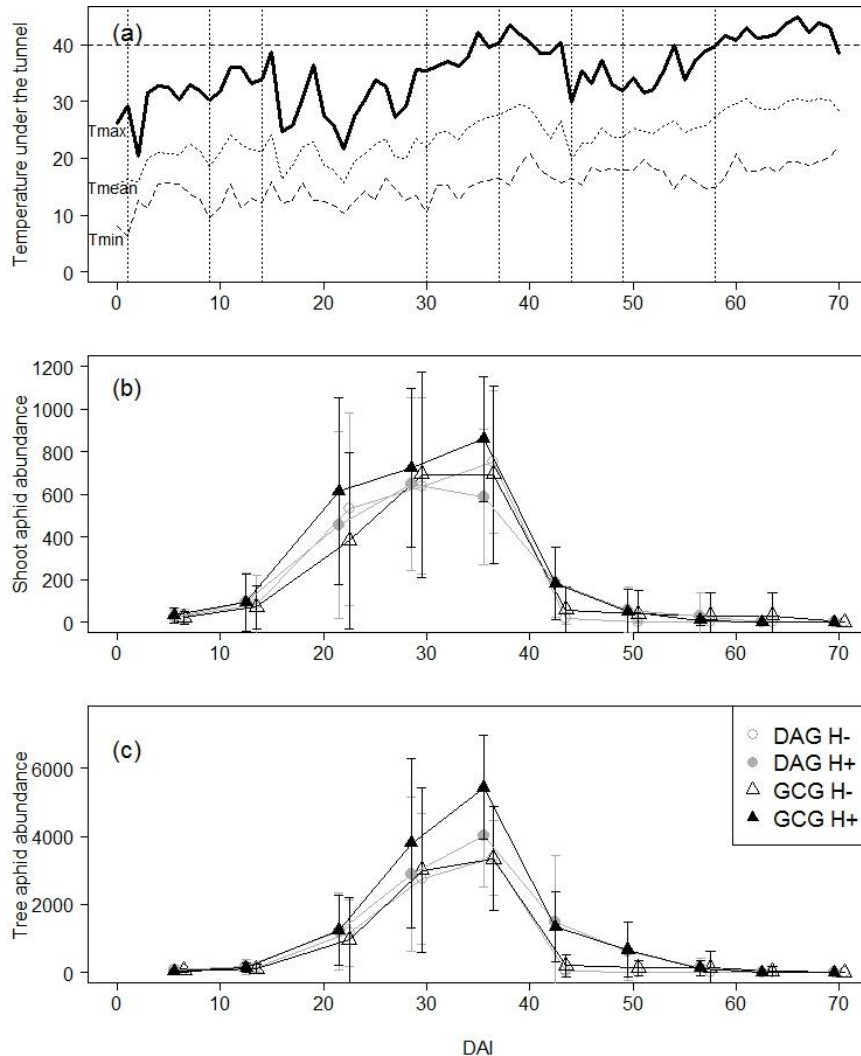 (a)
Temperature under the tunnel
40
30
20
10
0
Tmax
Tmean
Tmin
0 10 20 30 40 50 60 70
(b)
Shoot aphid abundance
1200
1000
800
600
400
200
0
0 10 20 30 40 50 60 70
(c)
Tree aphid abundance
6000
4000
2000
0
DAG H-
DAG H+
GCG H-
GCG H+
0 10 20 30 40 50 60 70
DAI